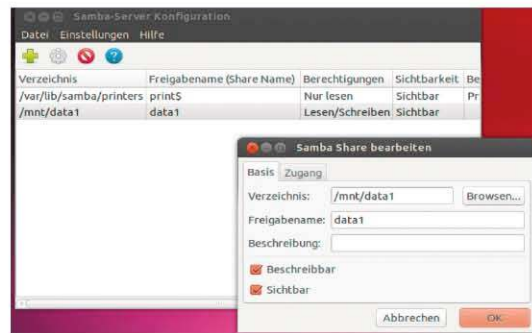 Samba-Server Konfiguration
Datei Einstellungen Hilfe
Verzeichnis Freigabename (Share Name) Berechtigungen Sichtbarkeit Be
/var/lib/samba/printers print$ Nur lesen Sichtbar Pr
/mnt/data1 data1 Lesen/Schreiben Sichtbar
Samba Share bearbeiten
Basis Zugang
Verzeichnis: /mnt/data1 Browsen...
Freigabename: data1
Beschreibung:
Beschreibbar
Sichtbar
Abbrechen OK